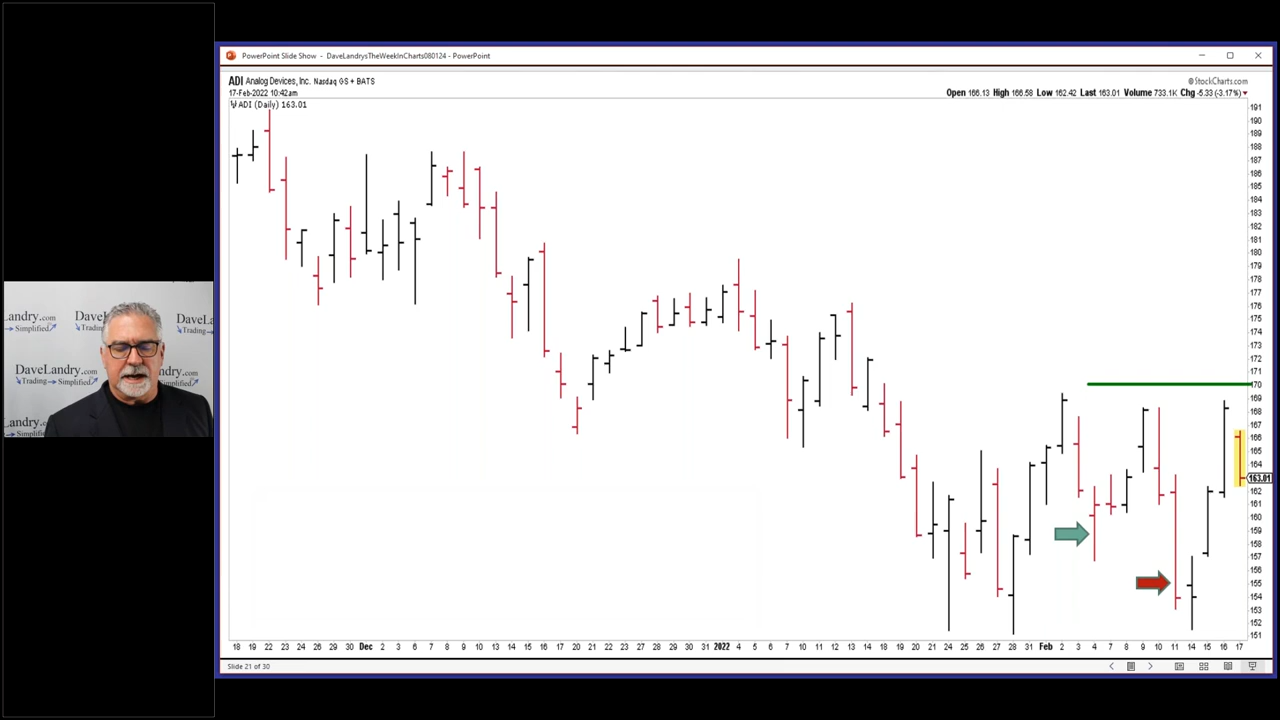 PowerPoint Slide Show - DaveLandrysTheWeekInCharts080124 - PowerPoint
ADI Analog Devices, Inc. Nasdaq GS + BATS
©StockCharts.com
17-Feb-2022 10:42am
Open 166.13 High 166.58 Low 162.42 Last 163.01 Volume 733.1K Chg -5.33 (-3.17%)
ADI (Daily) 163.01
191
190
189
188
187
186
185
184
183
182
181
180
179
178
177
176
175
174
173
172
171
170
169
168
167
166
165
164
163.01
162
161
160
159
158
157
156
155
154
153
152
151
18 19 22 23 24 26 29 30 Dec 2 3 6 7 8 9 10 13 14 15 16 17 20 21 22 23 27 28 29 30 31 2022 4 5 6 7 10 11 12 13 14 18 19 20 21 24 25 26 27 28 31 Feb 2 3 4 7 8 9 10 11 14 15 16 17
Slide 21 of 30
Landry.com
Simplified
Dave
Trading
DaveLa
Trading
DaveLandry.com
Trading Simplified
Landry.com
Simplified